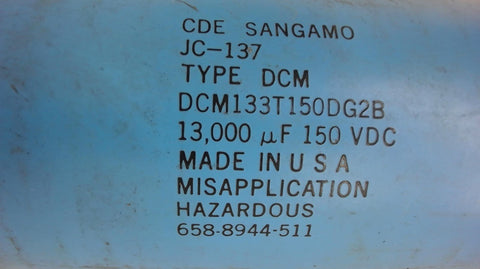 CDE SANGAMO
JC-137
TYPE DCM
DCM133T150DG2B
13,000 µF 150 VDC
MADE IN U S A
MISAPPLICATION
HAZARDOUS
658-8944-511